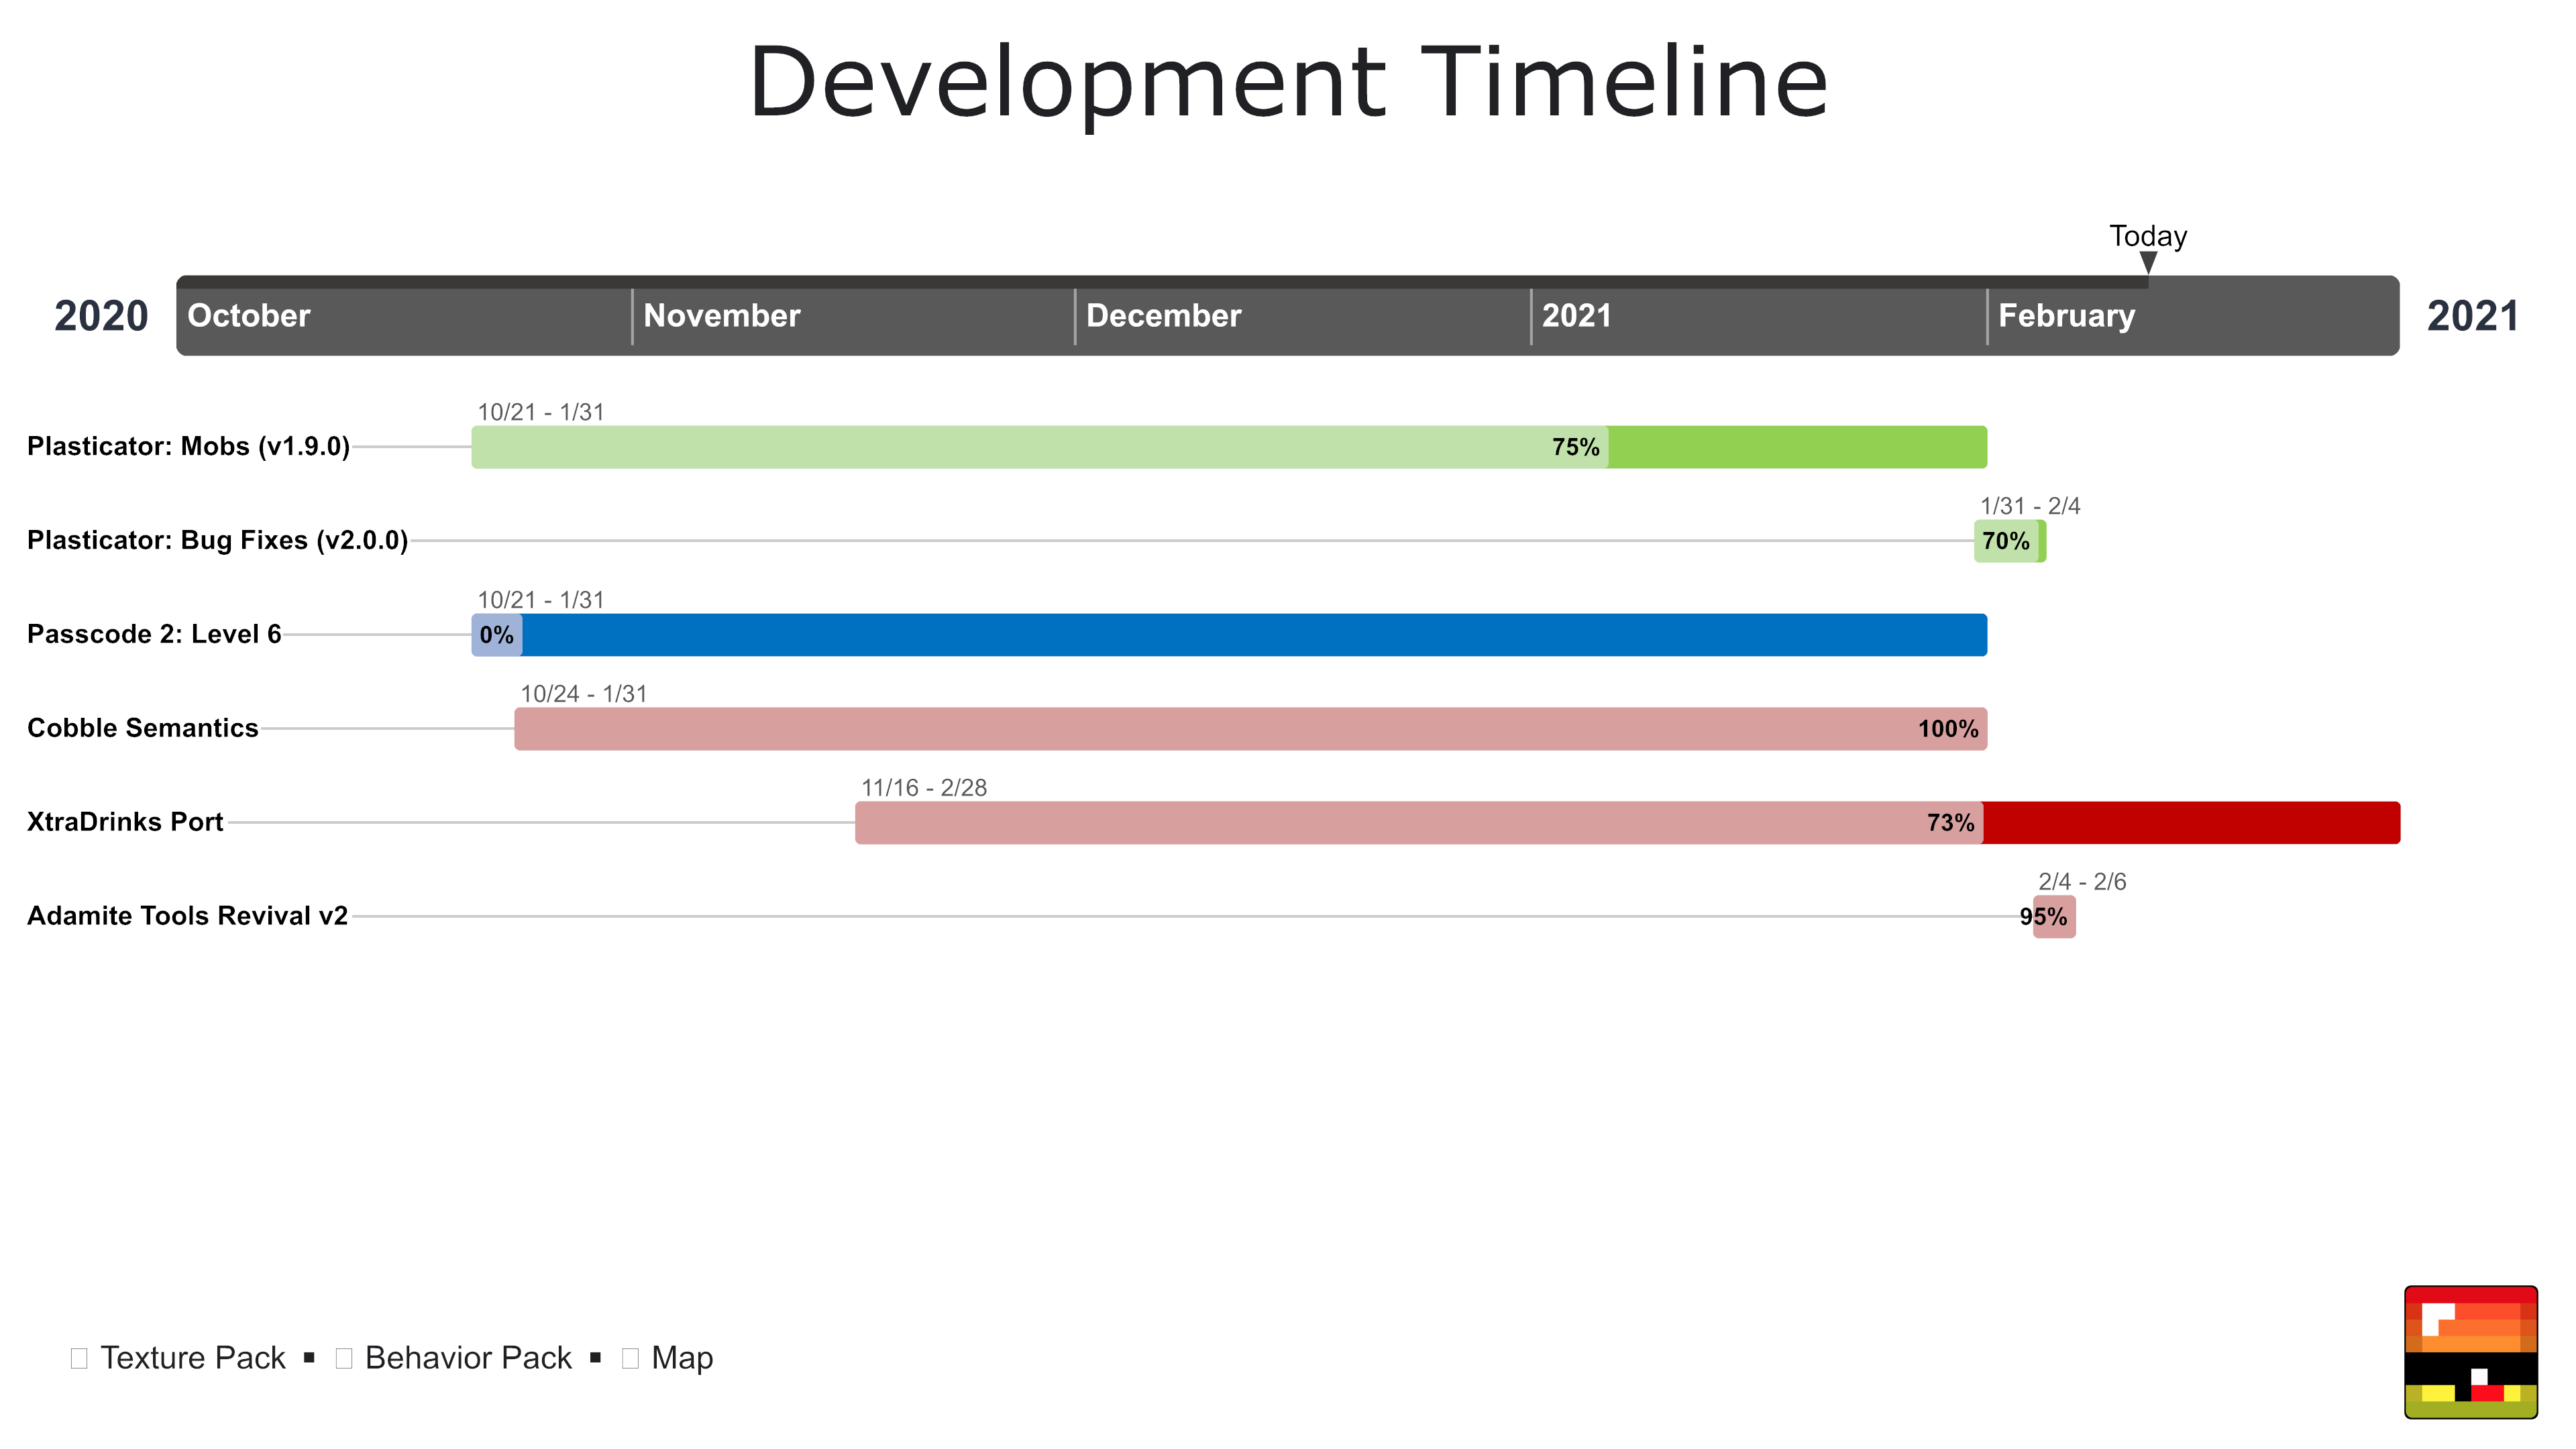 Development Timeline
Today
2020 October November December 2021 February 2021
10/21 - 1/31
Plasticator: Mobs (v1.9.0) 75%
1/31 - 2/4
Plasticator: Bug Fixes (v2.0.0) 70%
10/21 - 1/31
Passcode 2: Level 6 0%
10/24 - 1/31
Cobble Semantics 100%
11/16 - 2/28
XtraDrinks Port 73%
2/4 - 2/6
Adamite Tools Revival v2 95%
Texture Pack ▪ Behavior Pack ▪ Map